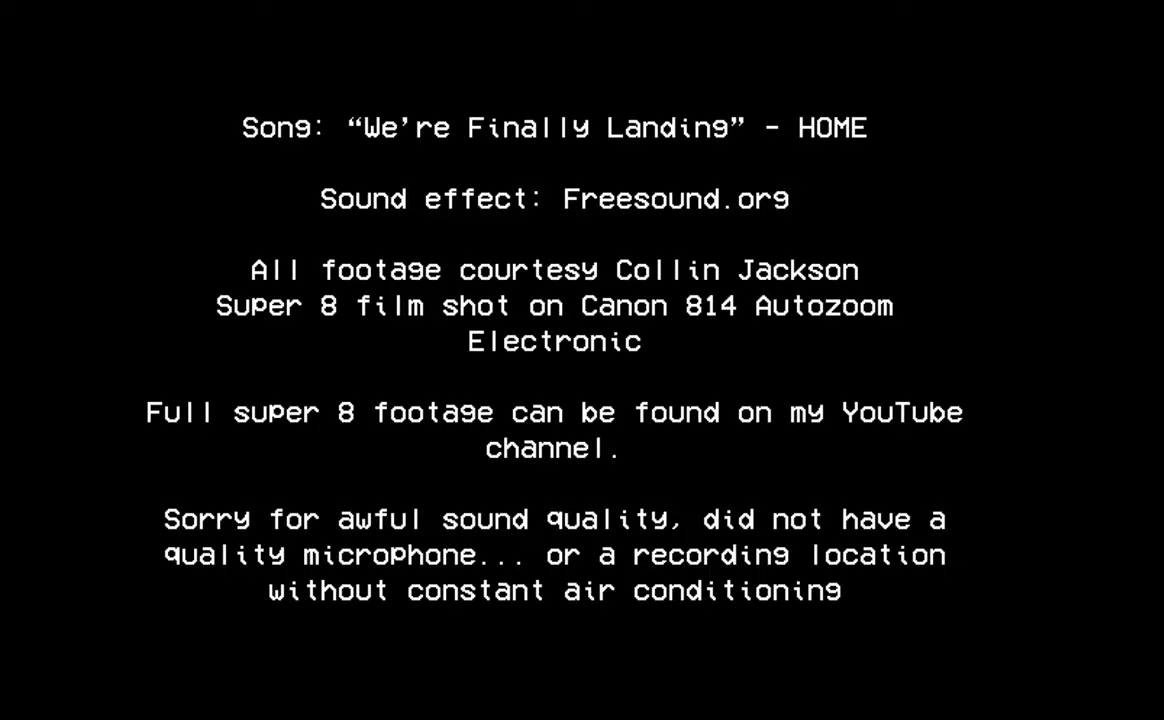 Song: “We’re Finally Landing” - HOME
Sound effect: Freesound.org
All footage courtesy Collin Jackson
Super 8 film shot on Canon 814 Autozoom
Electronic
Full super 8 footage can be found on my YouTube
channel.
Sorry for awful sound quality, did not have a
quality microphone... or a recording location
without constant air conditioning